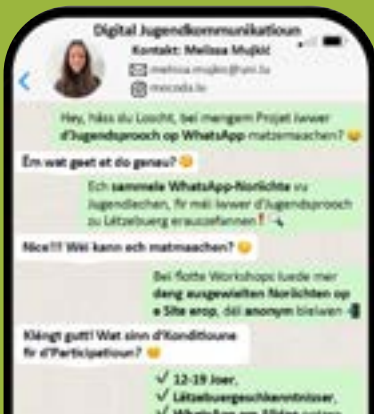 Digital Jugendkommunikatioun
Kontakt: Melissa Mujkić
melissa.mujkic@uni.lu
mocoda.lu
Hey, häss du Loscht, bei mengem Projet iwwer
d'Jugendsprooch op WhatsApp matzemaachen?
Em wat geet et do genau?
Ech sammele WhatsApp-Noriichte vu
Jugendlechen, fir méi iwwer d'Jugendsprooch
zu Lëtzebuerg erauszefannen!
Nice!!! Wéi kann ech matmaachen?
Bei flotte Workshops luede mer
deng ausgewielten Noriichten op
e Site erop, déi anonym bleiwen
Kléngt gutt! Wat sinn d'Konditioune
fir d'Participatioun?
✓ 12-19 Joer,
✓ Lëtzebuergeschkenntnisser,
✓ WhatsApp